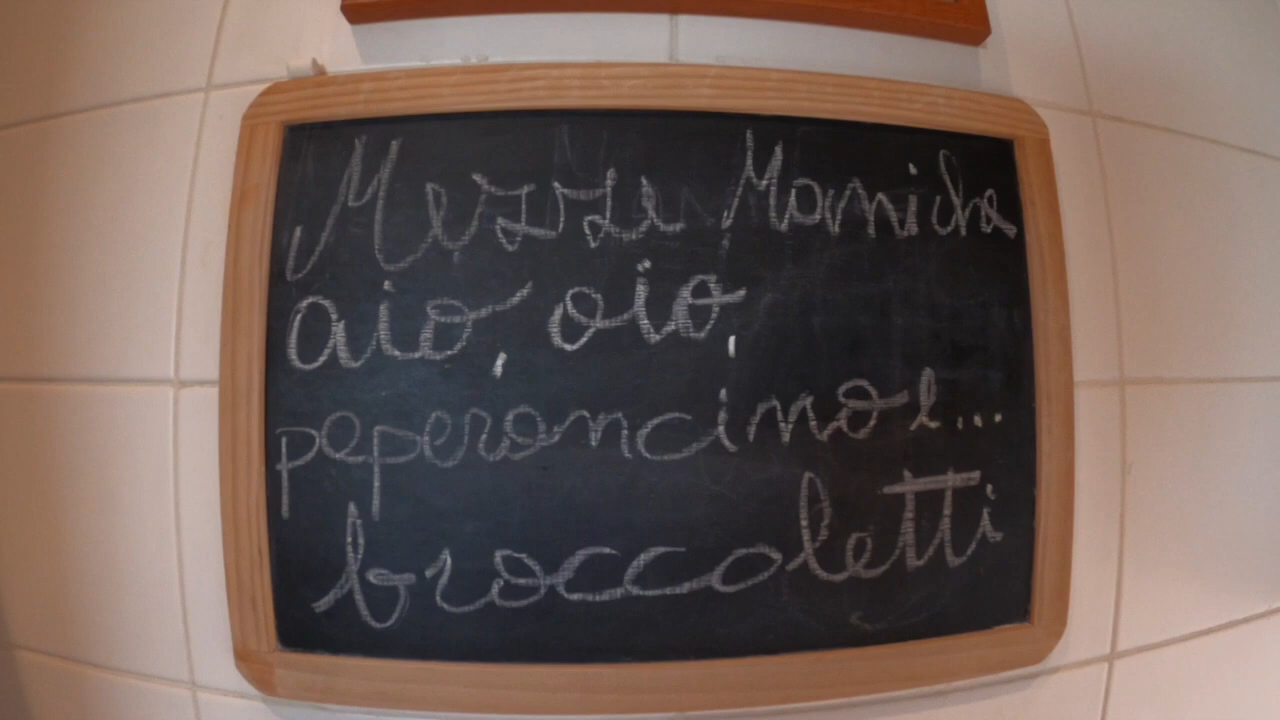 Mezze Maniche
aio, oio,
peperoncino e...
broccoletti